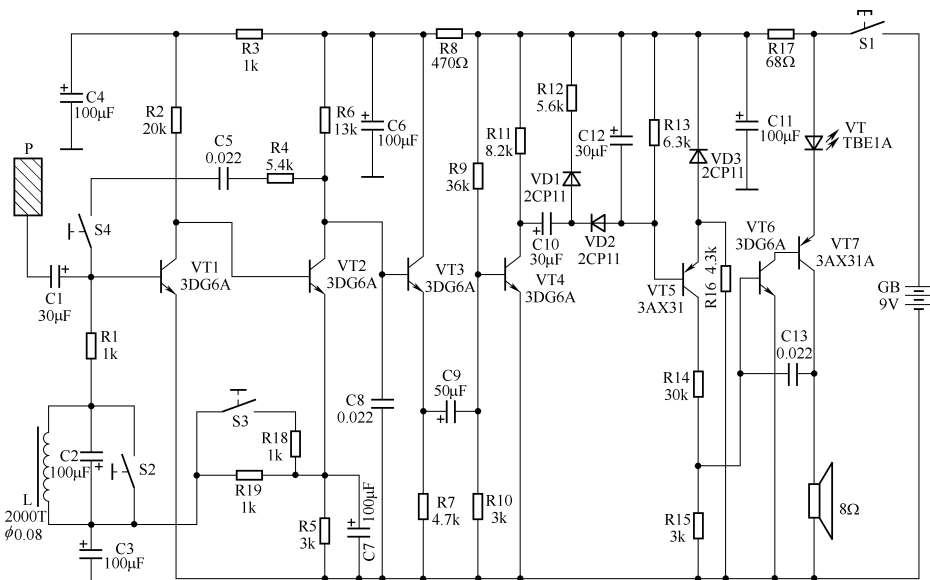 R3
1k
R8
470Ω
R17
68Ω
S1
C4
100μF
R2
20k
R6
13k
C6
100μF
R11
8.2k
R12
5.6k
C12
30μF
R13
6.3k
VD3
2CP11
C11
100μF
VT
TBE1A
P
C5
0.022
R4
5.4k
R9
36k
VD1
2CP11
S4
C10
30μF
VD2
2CP11
VT1
3DG6A
VT2
3DG6A
VT3
3DG6A
VT4
3DG6A
VT5
3AX31
R16 4.3k
VT6
3DG6A
VT7
3AX31A
GB
9V
C1
30μF
R1
1k
C13
0.022
S3
C8
0.022
C9
50μF
R14
30k
R18
1k
C2
100μF
S2
R19
1k
L
2000T
ϕ0.08
C3
100μF
R5
3k
C7 100μF
R7
4.7k
R10
3k
R15
3k
8Ω